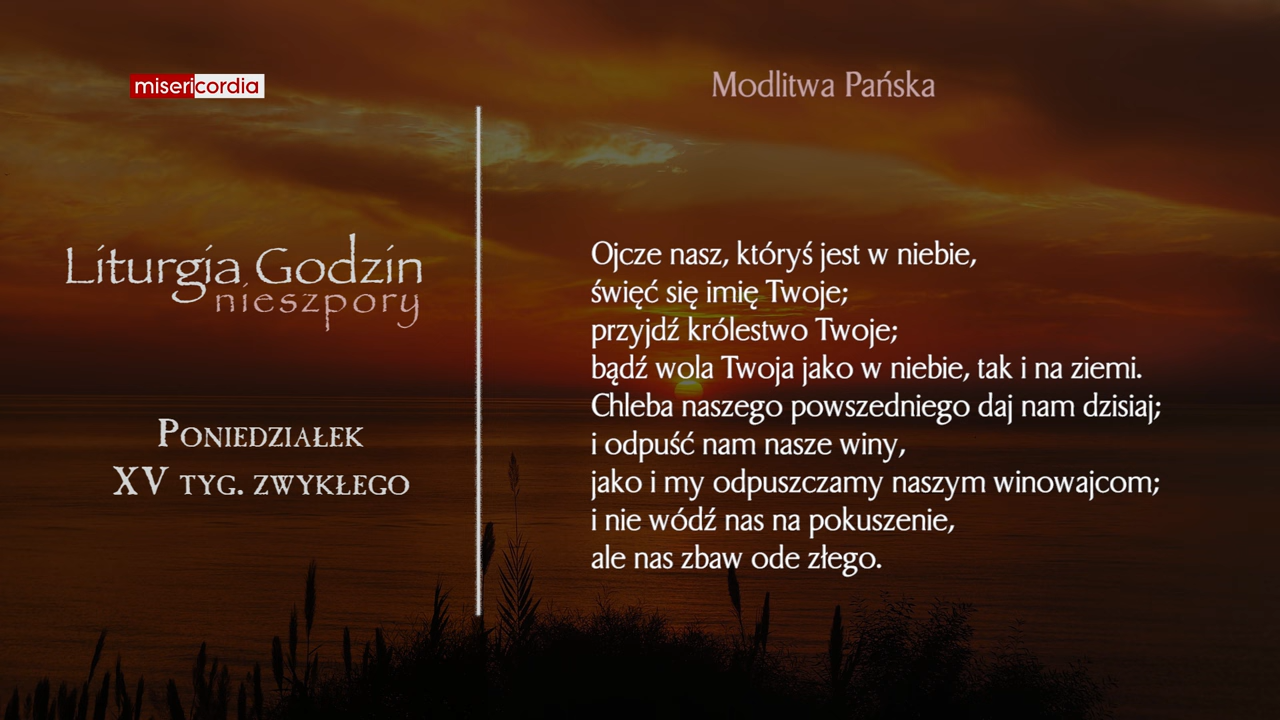 misericordia
Liturgia Godzin
nieszpory
Poniedziałek
XV tyg. zwykłego
Modlitwa Pańska
Ojcze nasz, któryś jest w niebie,
święć się imię Twoje;
przyjdź królestwo Twoje;
bądź wola Twoja jako w niebie, tak i na ziemi.
Chleba naszego powszedniego daj nam dzisiaj;
i odpuść nam nasze winy,
jako i my odpuszczamy naszym winowajcom;
i nie wódź nas na pokuszenie,
ale nas zbaw ode złego.